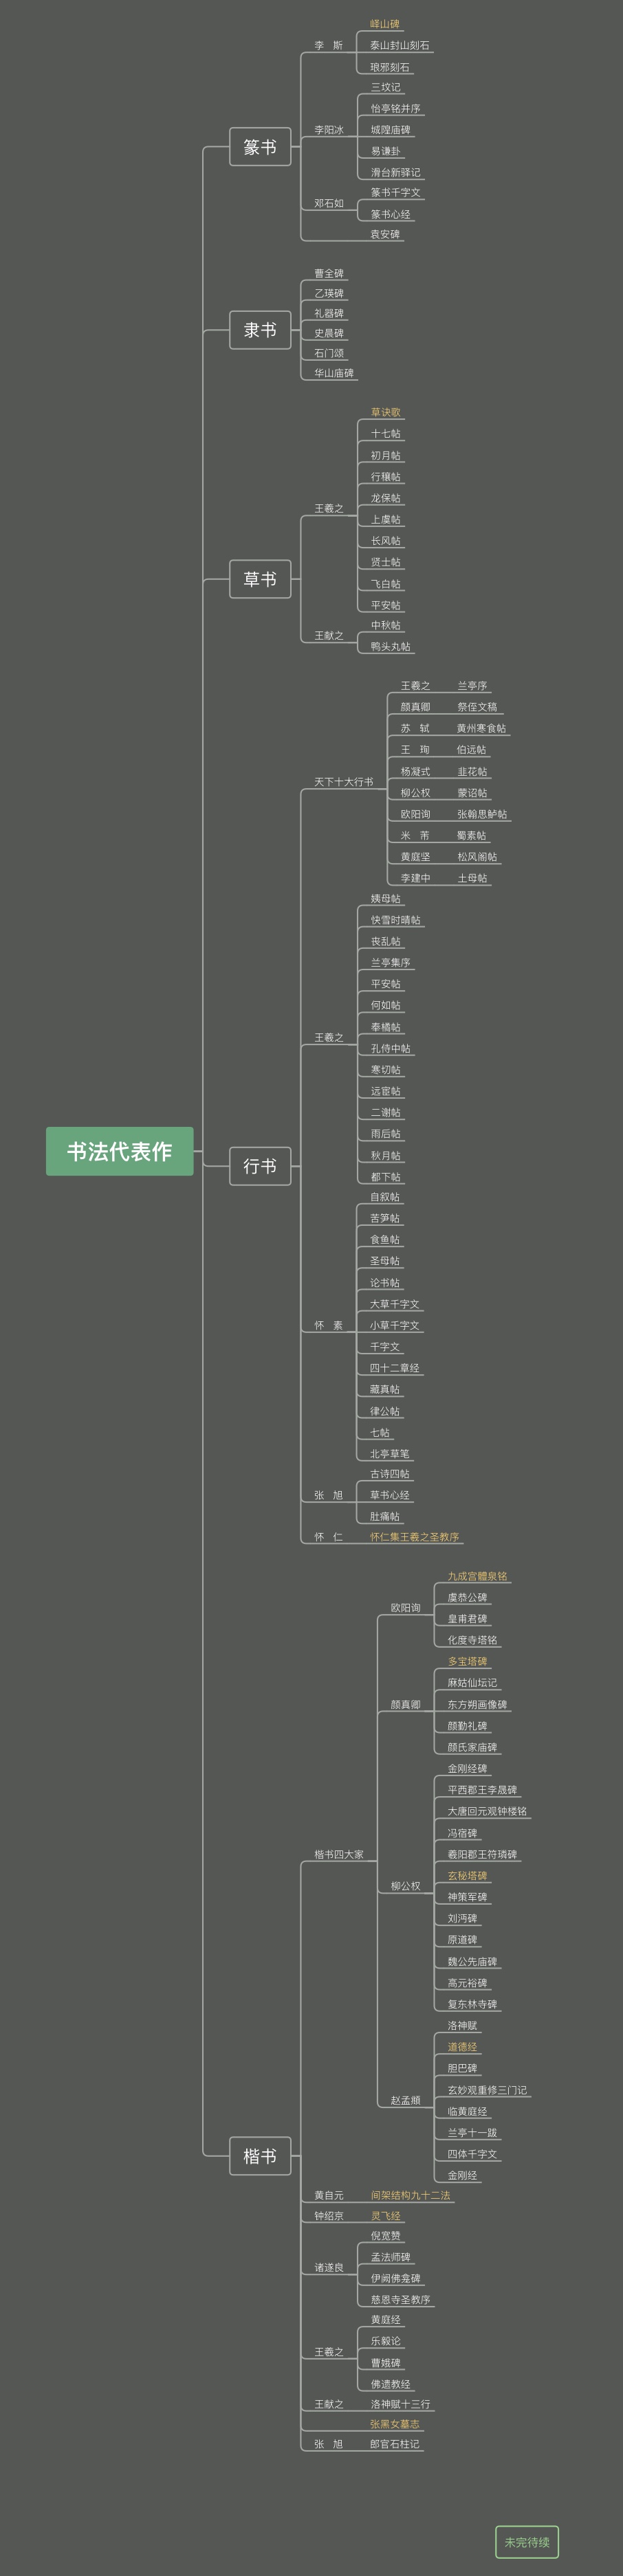 书法代表作
篆书
李 斯
峄山碑
泰山封山刻石
琅邪刻石
李阳冰
三坟记
怡亭铭并序
城隍庙碑
易谦卦
滑台新驿记
邓石如
篆书千字文
篆书心经
袁安碑
隶书
曹全碑
乙瑛碑
礼器碑
史晨碑
石门颂
华山庙碑
草书
王羲之
草诀歌
十七帖
初月帖
行穰帖
龙保帖
上虞帖
长风帖
贤士帖
飞白帖
平安帖
王献之
中秋帖
鸭头丸帖
行书
天下十大行书
王羲之 兰亭序
颜真卿 祭侄文稿
苏 轼 黄州寒食帖
王 珣 伯远帖
杨凝式 韭花帖
柳公权 蒙诏帖
欧阳询 张翰思鲈帖
米 芾 蜀素帖
黄庭坚 松风阁帖
李建中 土母帖
王羲之
姨母帖
快雪时晴帖
丧乱帖
兰亭集序
平安帖
何如帖
奉橘帖
孔侍中帖
寒切帖
远宦帖
二谢帖
雨后帖
秋月帖
都下帖
怀 素
自叙帖
苦笋帖
食鱼帖
圣母帖
论书帖
大草千字文
小草千字文
千字文
四十二章经
藏真帖
律公帖
七帖
北亭草笔
张 旭
古诗四帖
草书心经
肚痛帖
怀 仁 怀仁集王羲之圣教序
楷书
楷书四大家
欧阳询
九成宫醴泉铭
虞恭公碑
皇甫君碑
化度寺塔铭
颜真卿
多宝塔碑
麻姑仙坛记
东方朔画像碑
颜勤礼碑
颜氏家庙碑
柳公权
金刚经碑
平西郡王李晟碑
大唐回元观钟楼铭
冯宿碑
羲阳郡王符璘碑
玄秘塔碑
神策军碑
刘沔碑
原道碑
魏公先庙碑
高元裕碑
复东林寺碑
赵孟頫
洛神赋
道德经
胆巴碑
玄妙观重修三门记
临黄庭经
兰亭十一跋
四体千字文
金刚经
黄自元 间架结构九十二法
钟绍京 灵飞经
诸遂良
倪宽赞
孟法师碑
伊阙佛龛碑
慈恩寺圣教序
王羲之
黄庭经
乐毅论
曹娥碑
佛遗教经
王献之 洛神赋十三行
张黑女墓志
张 旭 郎官石柱记
未完待续